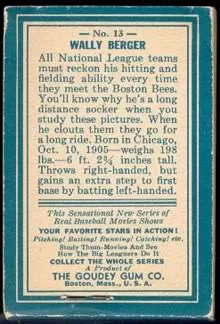 — No. 13 —
WALLY BERGER
All National League teams
must reckon his hitting and
fielding ability every time
they meet the Boston Bees.
You'll know why he's a long
distance socker when you
study these pictures. When
he clouts them they go for
a long ride. Born in Chicago,
Oct. 10, 1905—weighs 198
lbs.—6 ft. 2¾ inches tall.
Throws right-handed, but
gains an extra step to first
base by batting left-handed.
This Sensational New Series of
Real Baseball Movies Shows
YOUR FAVORITE STARS IN ACTION!
Pitching! Batting! Running! Catching! etc.
Study Thum-Movies And See
How The Big Leaguers Do It
COLLECT THE WHOLE SERIES
A Product of
THE GOUDEY GUM CO.
Boston, Mass., U. S. A.